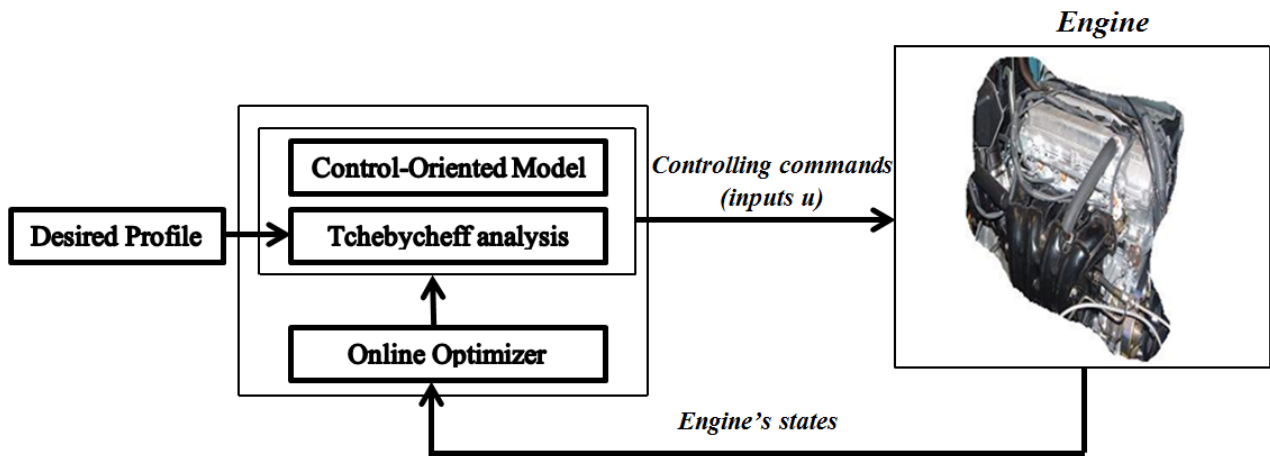 Engine
Control-Oriented Model
Controlling commands
(inputs u)
Desired Profile
Tchebycheff analysis
Online Optimizer
Engine's states